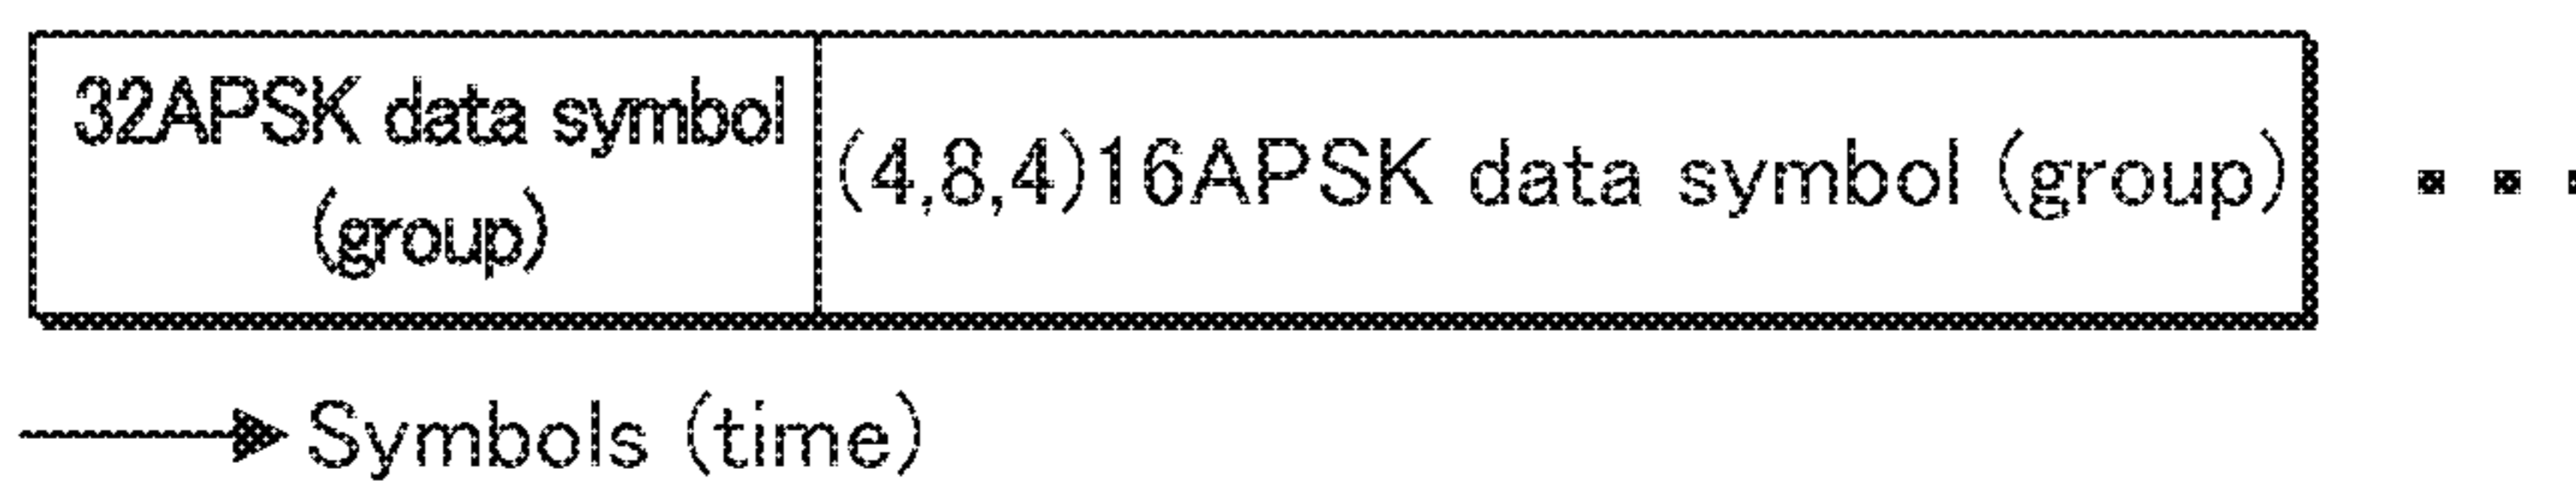 32APSK data symbol
(group)
(4,8,4)16APSK data symbol (group)
Symbols (time)